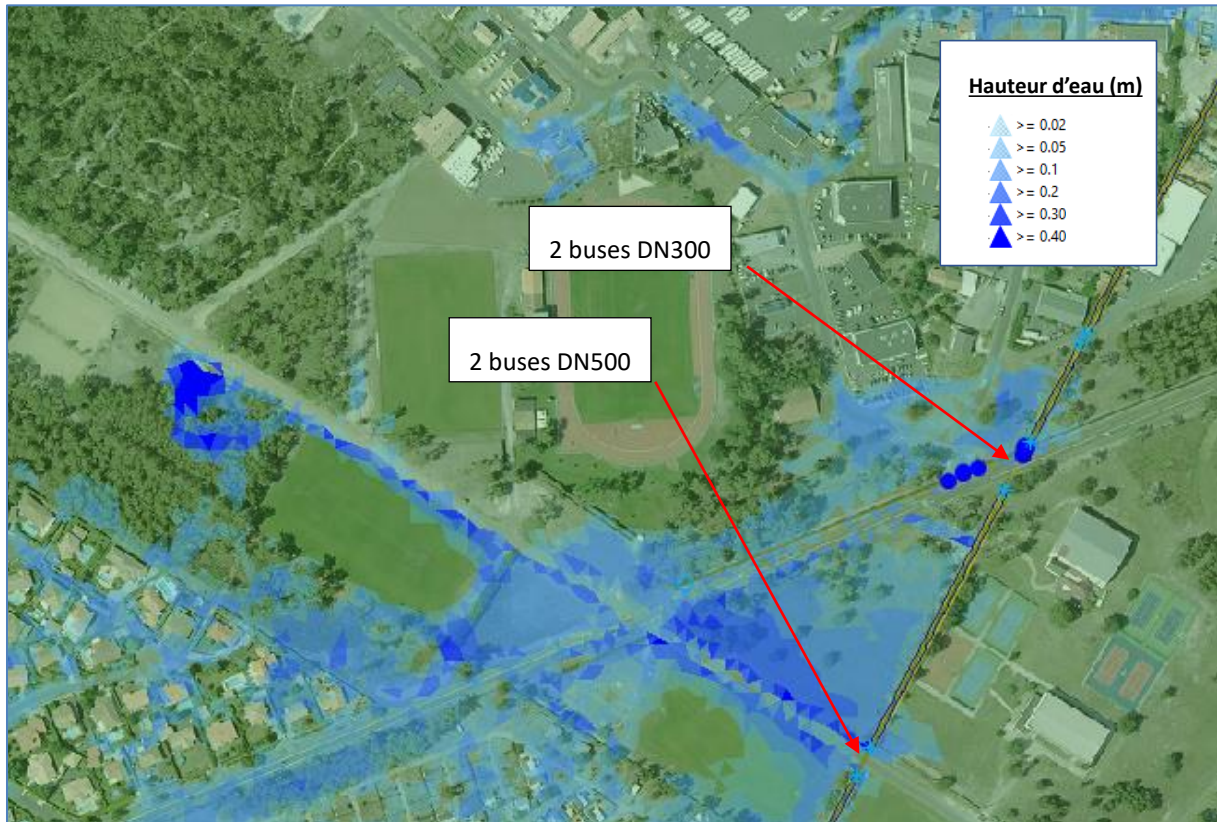 Hauteur d'eau (m)
>= 0.02
>= 0.05
>= 0.1
>= 0.2
>= 0.30
>= 0.40
2 buses DN300
2 buses DN500